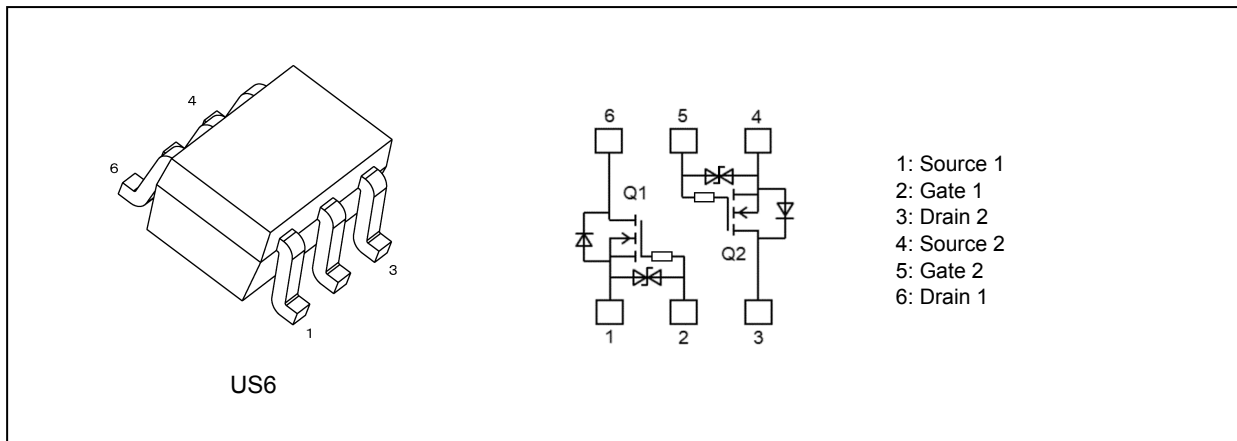 4
6
3
1
US6
6 5 4
Q1
Q2
1 2 3
1: Source 1
2: Gate 1
3: Drain 2
4: Source 2
5: Gate 2
6: Drain 1